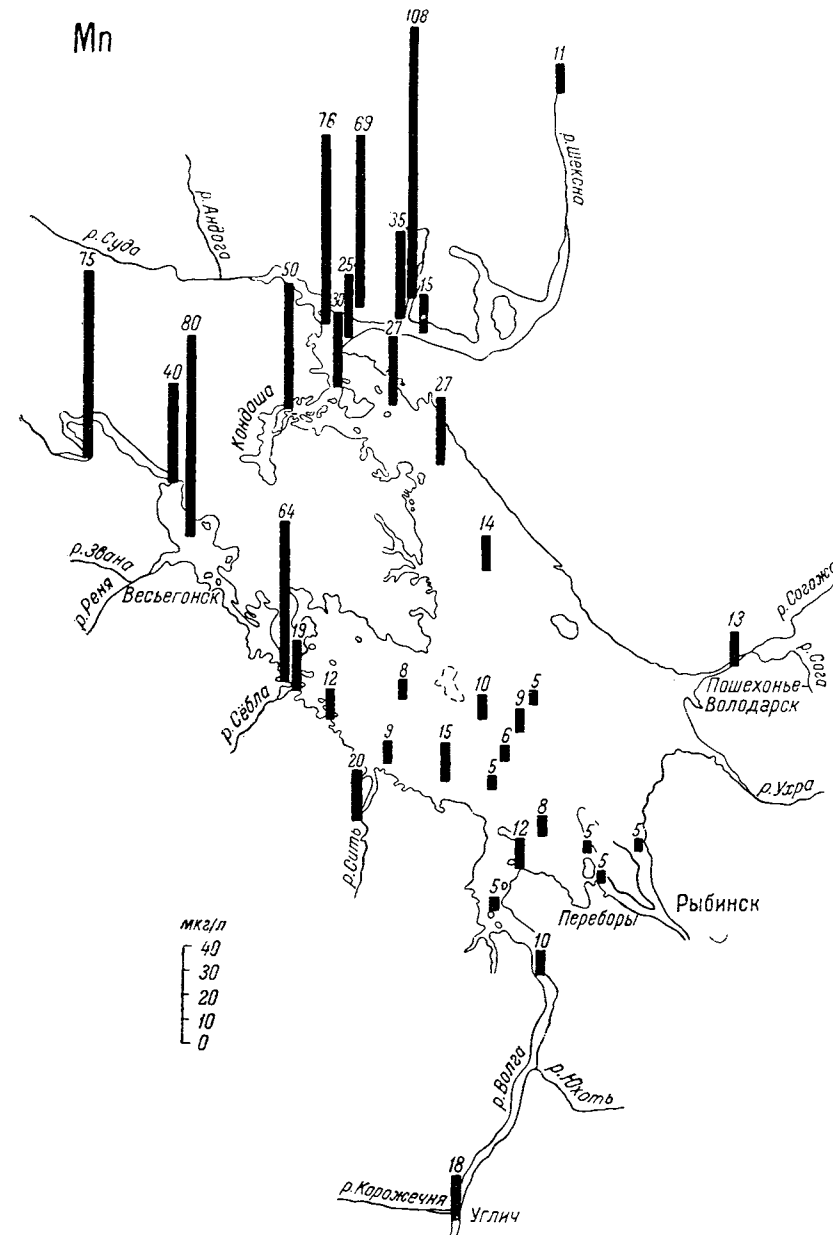 Mn
108
11
76
69
р. Шексна
р. Андога
р. Суда
35
75
50
25
15
30
27
80
40
Кондоша
27
64
14
р. Звана
р. Реня
Весьегонск
р. Согожа
13
19
р. Сога
8
12
10
5
Пошехонье-
Володарск
9
р. Сёбла
9
15
6
20
5
р. Ухра
8
р. Сить
12
5
5
5
5
Рыбинск
Переборы
мкг/л
40
30
20
10
0
10
р. Волга
р. Юхоть
18
р. Корожечня
Углич